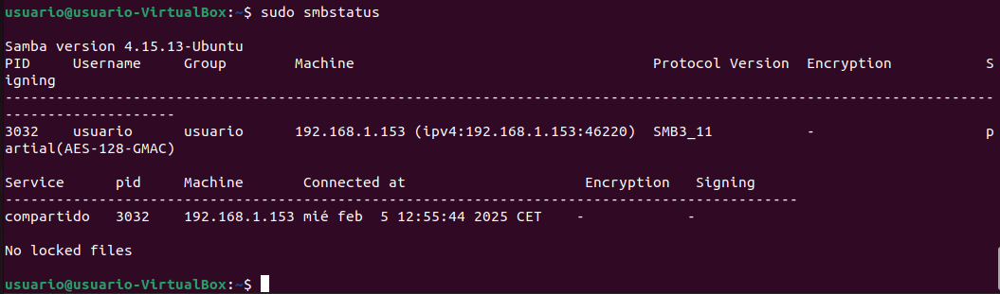 usuario@usuario-VirtualBox:~$ sudo smbstatus
Samba version 4.15.13-Ubuntu
PID     Username     Group        Machine                                   Protocol Version  Encryption           S
igning
--------------------------------------------------------------------------------------------------------------------
--------------------
3032    usuario      usuario      192.168.1.153 (ipv4:192.168.1.153:46220)  SMB3_11           -                    p
artial(AES-128-GMAC)
Service      pid     Machine       Connected at                     Encryption   Signing
---------------------------------------------------------------------------------------------
compartido   3032    192.168.1.153 mié feb  5 12:55:44 2025 CET    -            -
No locked files
usuario@usuario-VirtualBox:~$